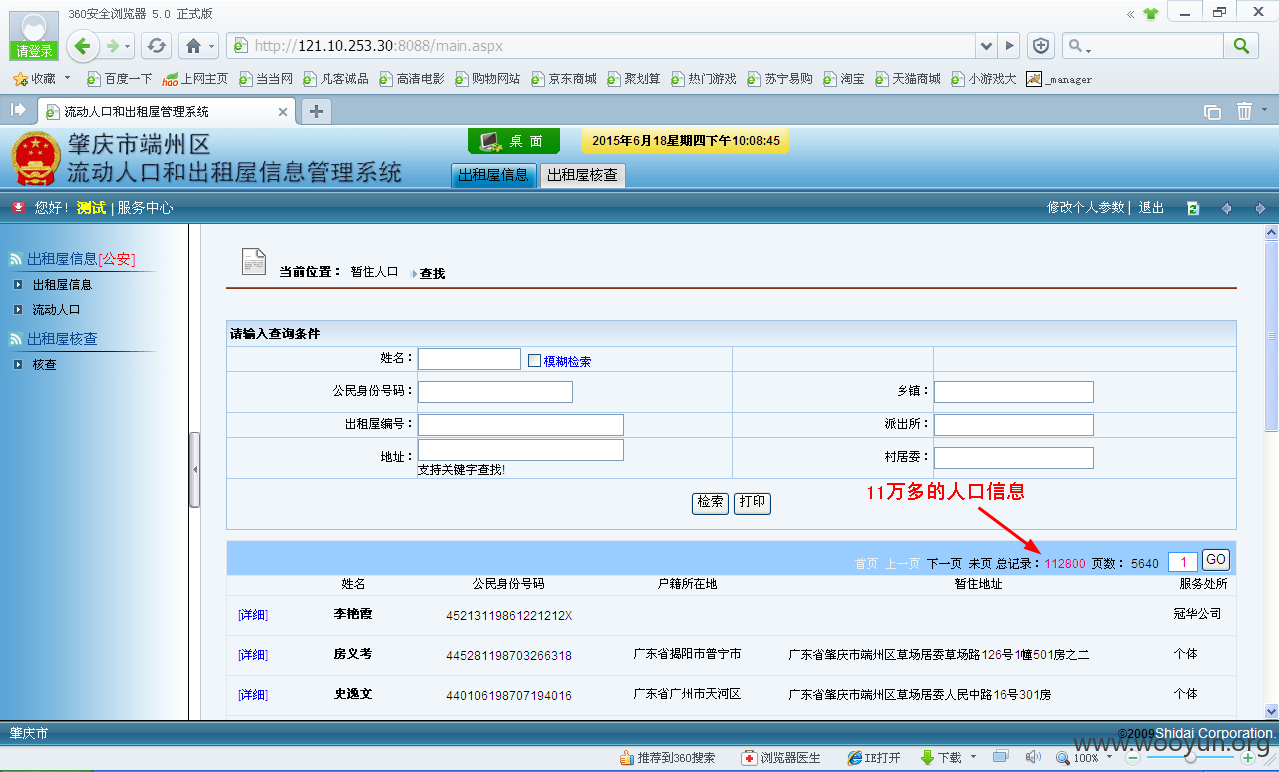 360安全浏览器 5.0 正式版
请登录
http://121.10.253.30:8088/main.aspx
收藏 百度一下 上网主页 当当网 凡客诚品 高清电影 购物网站 京东商城 聚划算 热门游戏 苏宁易购 淘宝 天猫商城 小游戏大 _manager
流动人口和出租屋管理系统
肇庆市端州区
流动人口和出租屋信息管理系统
桌 面
2015年6月18星期四下午10:08:45
出租屋信息 出租屋核查
您好! 测试 | 服务中心
修改个人参数 | 退出
出租屋信息[公安]
出租屋信息
流动人口
出租屋核查
核查
当前位置： 暂住人口 查找
请输入查询条件
姓名： 模糊检索
公民身份号码： 乡镇：
出租屋编号： 派出所：
地址： 村居委：
支持关键字查找!
检索 打印
11万多的人口信息
首页 上一页 下一页 末页 总记录：112800 页数： 5640 1 GO
姓名 公民身份号码 户籍所在地 暂住地址 服务处所
[详细] 李艳霞 45213119861221212X 冠华公司
[详细] 房义考 445281198703266318 广东省揭阳市普宁市 广东省肇庆市端州区草场居委草场路126号1幢501房之二 个体
[详细] 史逸文 440106198707194016 广东省广州市天河区 广东省肇庆市端州区草场居委人民中路16号301房 个体
肇庆市
©2009Shidai Corporation.
www.wooyun.org
推荐到360搜索 浏览器医生 IE打开 下载 100%